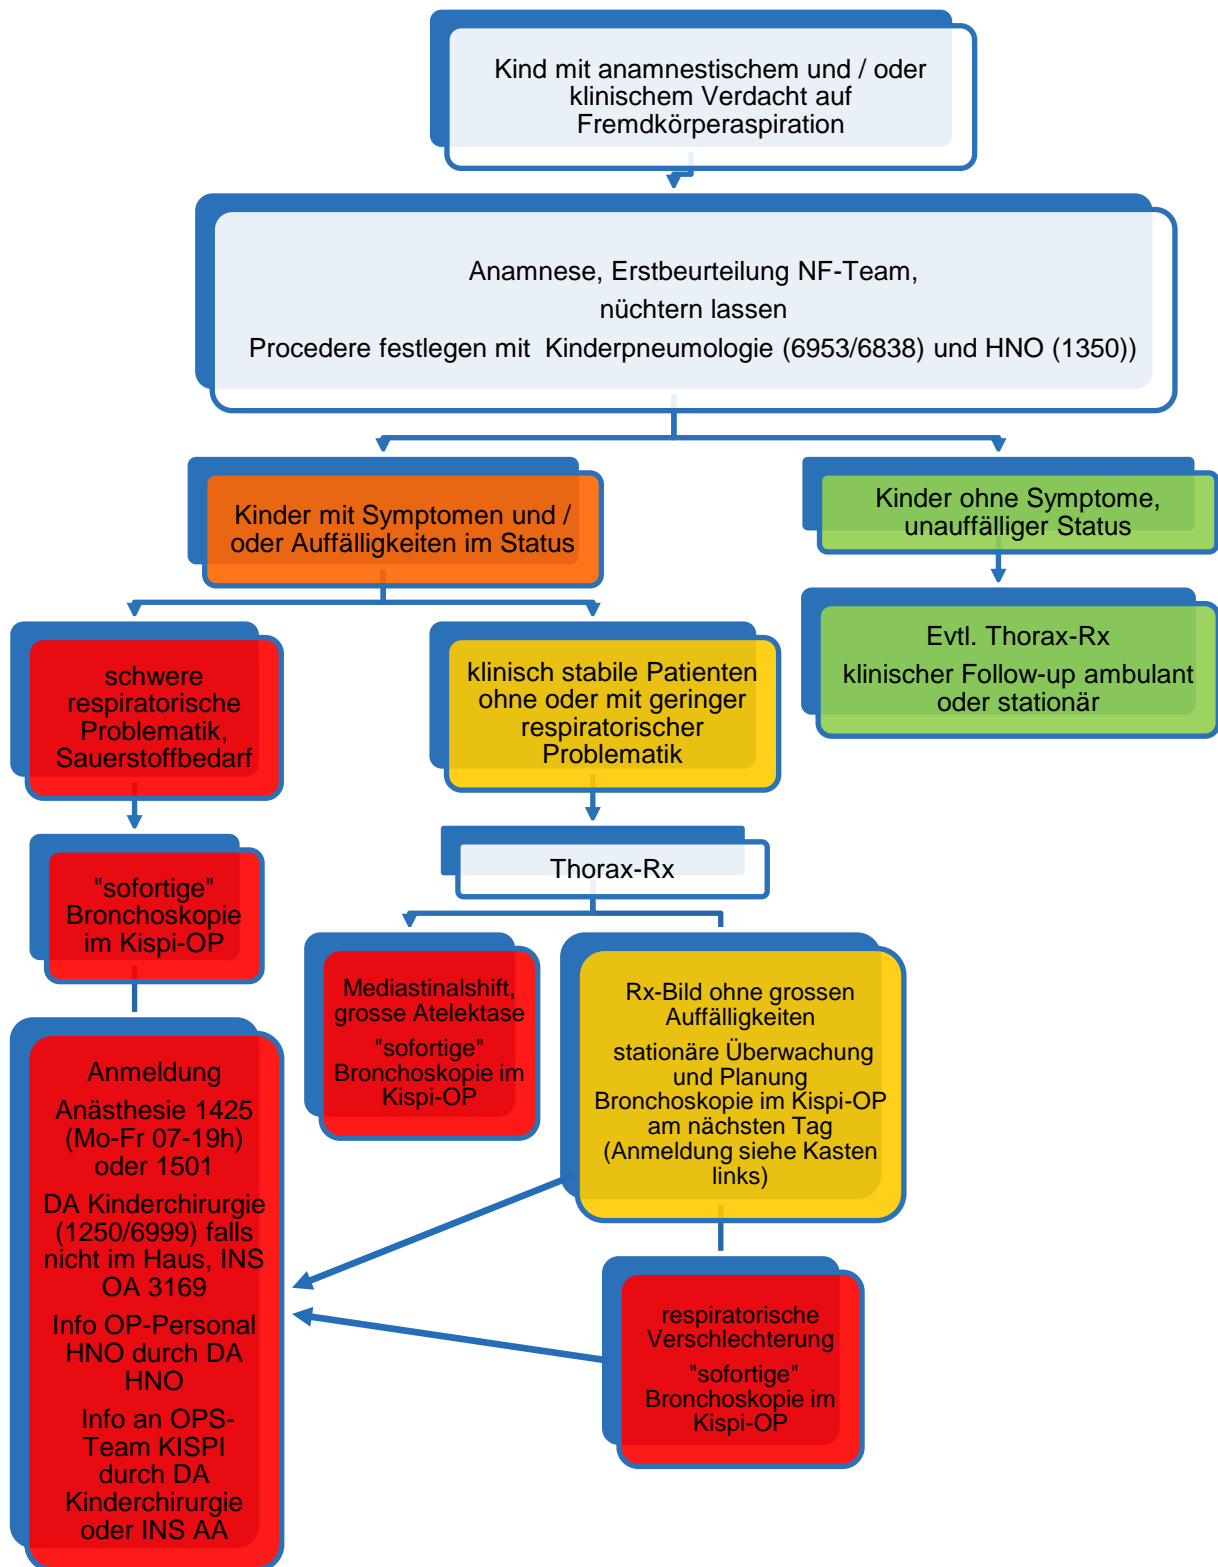 Kind mit anamnestischem und / oder
klinischem Verdacht auf
Fremdkörperaspiration
Anamnese, Erstbeurteilung NF-Team,
nüchtern lassen
Procedere festlegen mit Kinderpneumologie (6953/6838) und HNO (1350))
Kinder mit Symptomen und /
oder Auffälligkeiten im Status
Kinder ohne Symptome,
unauffälliger Status
Evtl. Thorax-Rx
klinischer Follow-up ambulant
oder stationär
schwere
respiratorische
Problematik,
Sauerstoffbedarf
klinisch stabile Patienten
ohne oder mit geringer
respiratorischer
Problematik
"sofortige"
Bronchoskopie
im Kispi-OP
Thorax-Rx
Mediastinalshift,
grosse Atelektase
"sofortige"
Bronchoskopie im
Kispi-OP
Rx-Bild ohne grossen
Auffälligkeiten
stationäre Überwachung
und Planung
Bronchoskopie im Kispi-OP
am nächsten Tag
(Anmeldung siehe Kasten
links)
Anmeldung
Anästhesie 1425
(Mo-Fr 07-19h)
oder 1501
DA Kinderchirurgie
(1250/6999) falls
nicht im Haus, INS
OA 3169
Info OP-Personal
HNO durch DA
HNO
Info an OPS-
Team KISPI
durch DA
Kinderchirurgie
oder INS AA
respiratorische
Verschlechterung
"sofortige"
Bronchoskopie im
Kispi-OP